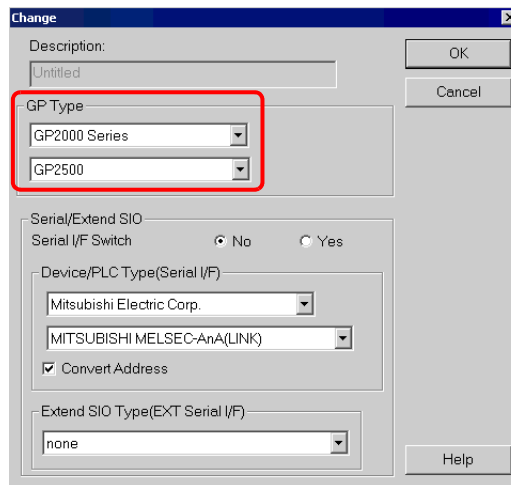 Change
Description:
Untitled
OK
Cancel
GP Type
GP2000 Series
GP2500
Serial/Extend SIO
Serial I/F Switch No Yes
Device/PLC Type(Serial I/F)
Mitsubishi Electric Corp.
MITSUBISHI MELSEC-AnA(LINK)
Convert Address
Extend SIO Type(EXT Serial I/F)
none
Help